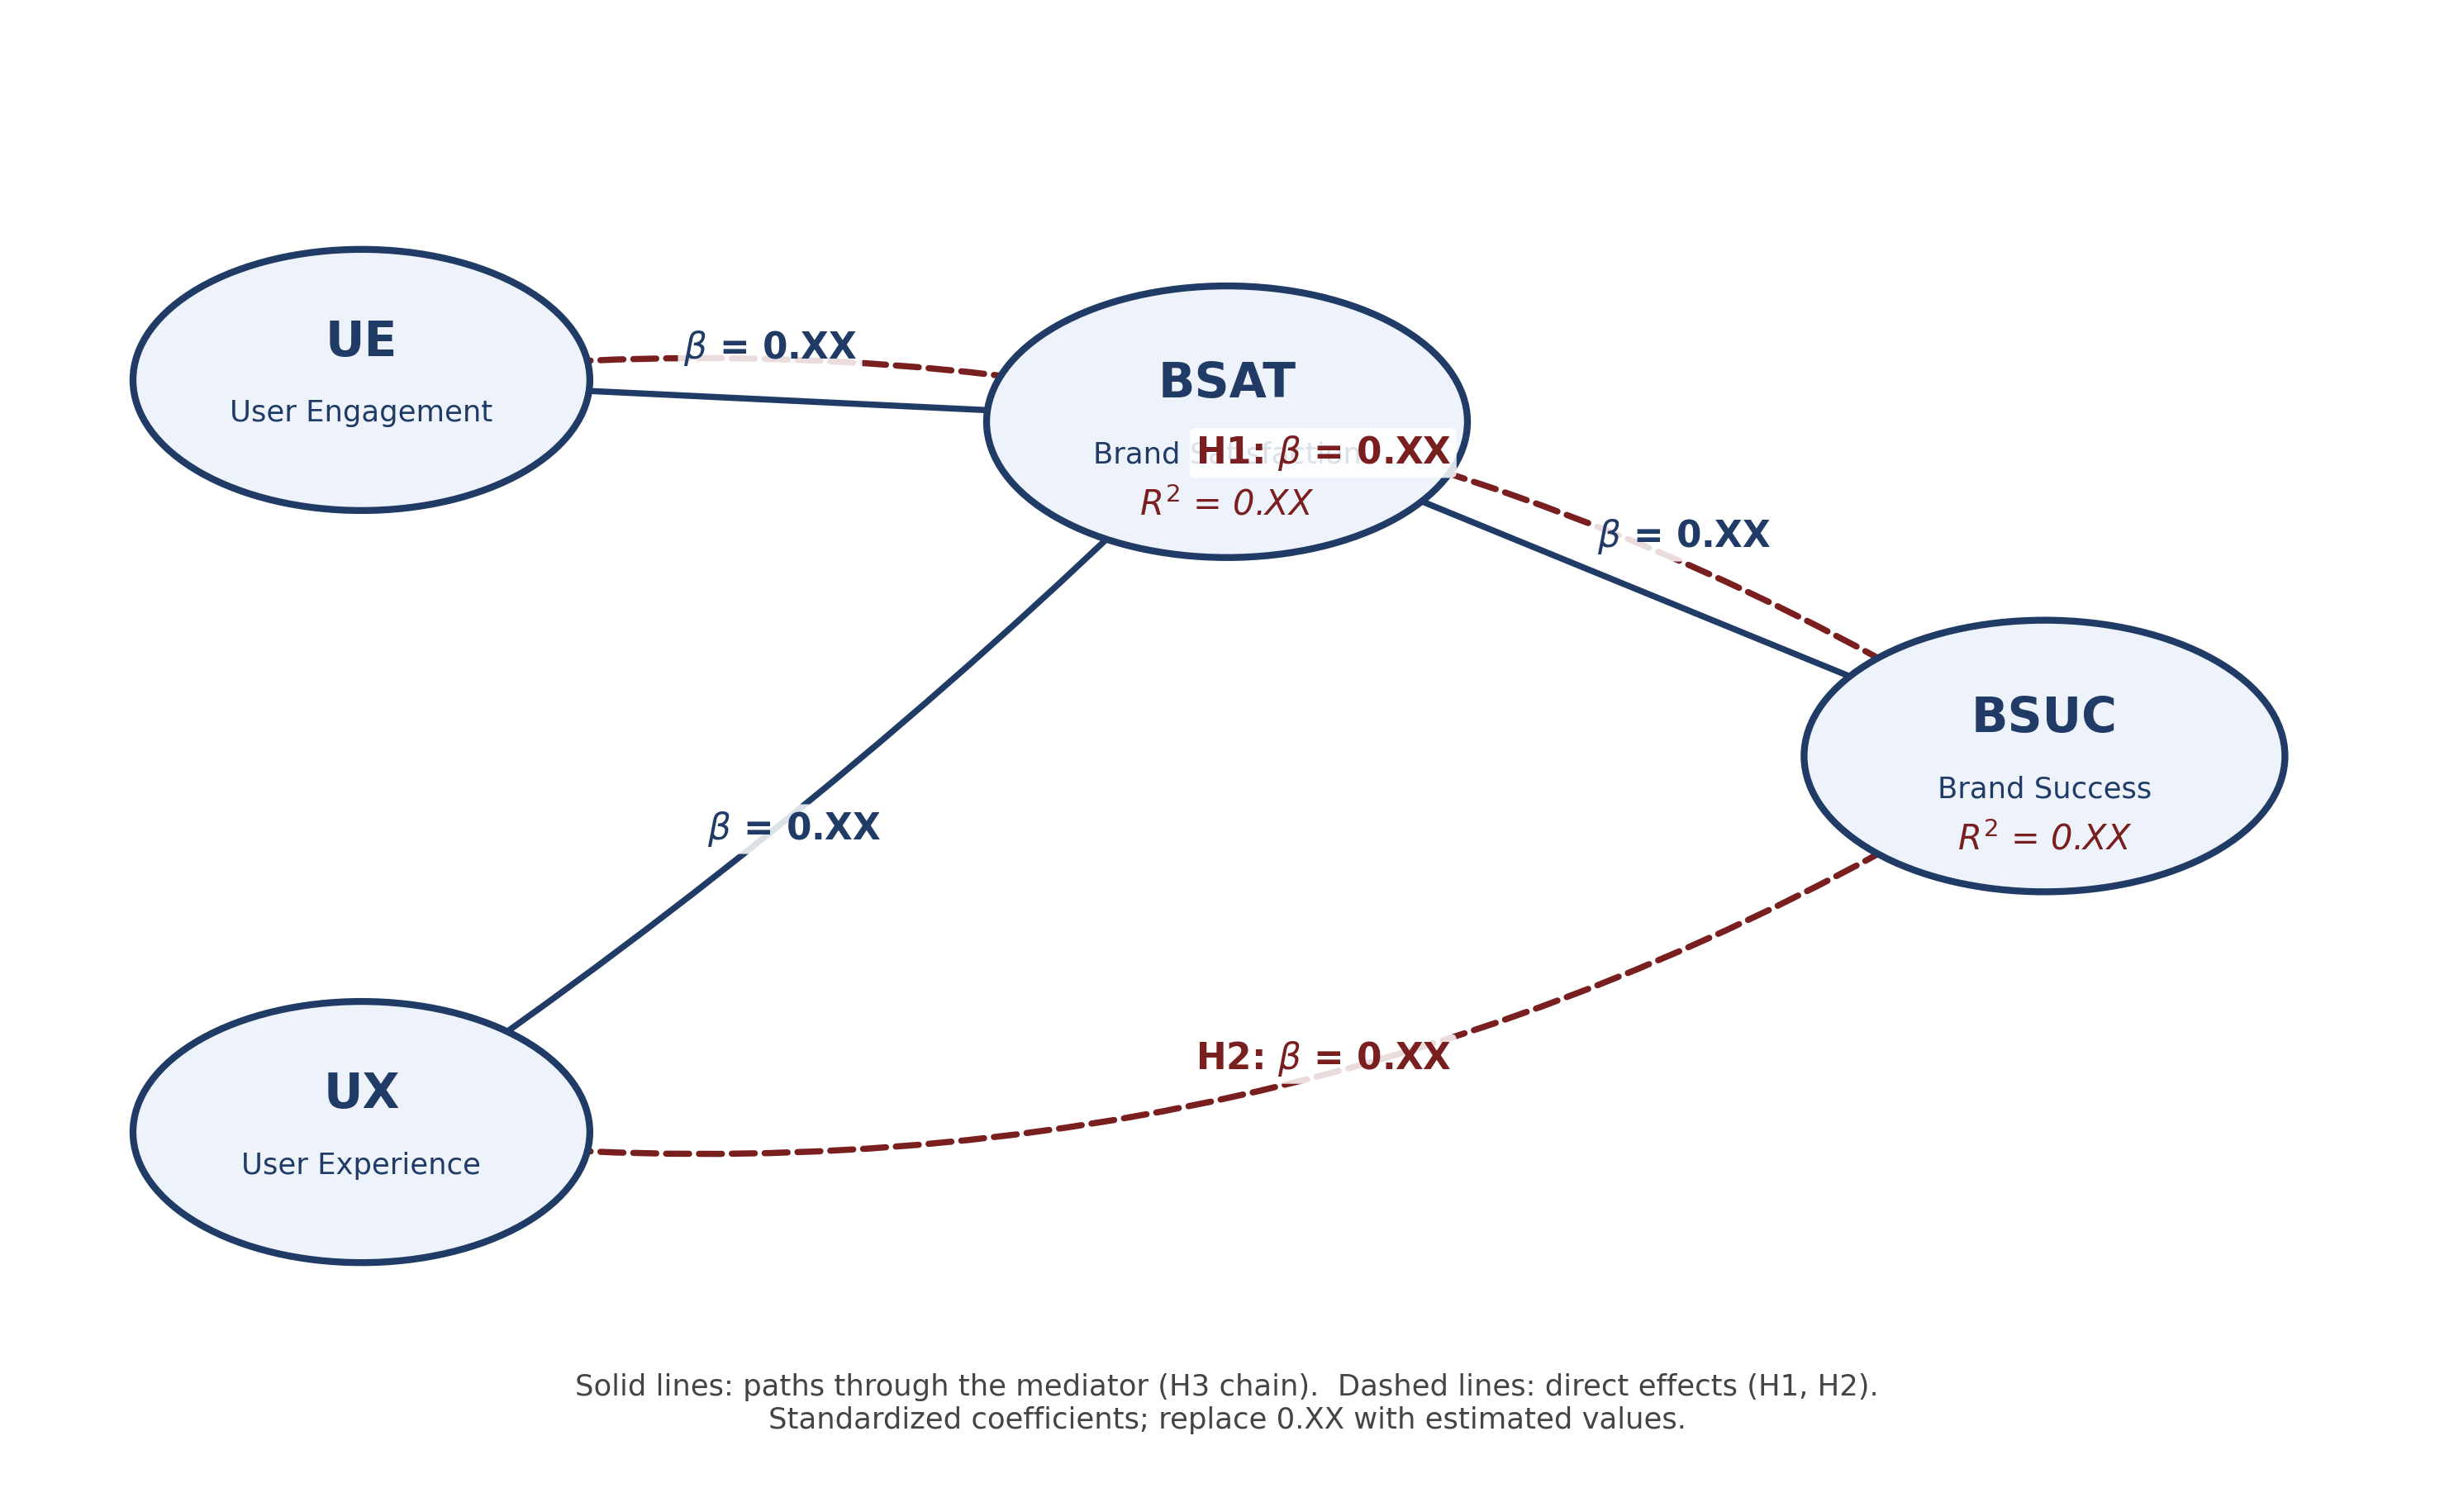 UE
User Engagement
β = 0.XX
BSAT
Brand Satisfaction
H1: β = 0.XX
R² = 0.XX
β = 0.XX
BSUC
Brand Success
R² = 0.XX
β = 0.XX
UX
User Experience
H2: β = 0.XX
Solid lines: paths through the mediator (H3 chain).  Dashed lines: direct effects (H1, H2).
Standardized coefficients; replace 0.XX with estimated values.